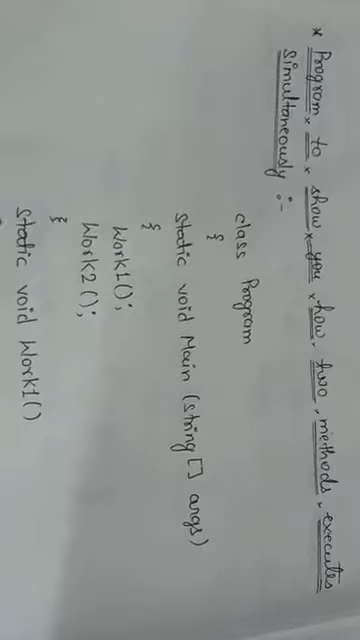 * Program to show you how two methods executes
simultaneously :-
class Program
{
static void Main (string [] args)
{
Work1();
Work2();
}
static void Work1()